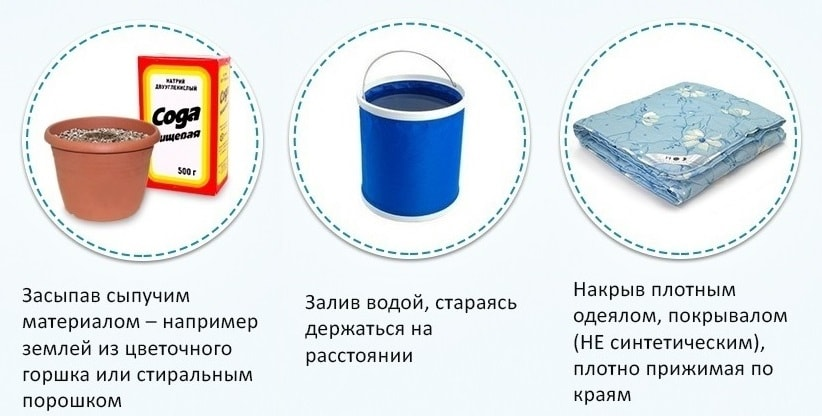 НАТРИЙ
ДВУУГЛЕКИСЛЫЙ
Сода
пищевая
500 г
Засыпав сыпучим
материалом – например
землей из цветочного
горшка или стиральным
порошком
Залив водой, стараясь
держаться на
расстоянии
Накрыв плотным
одеялом, покрывалом
(НЕ синтетическим),
плотно прижимая по
краям